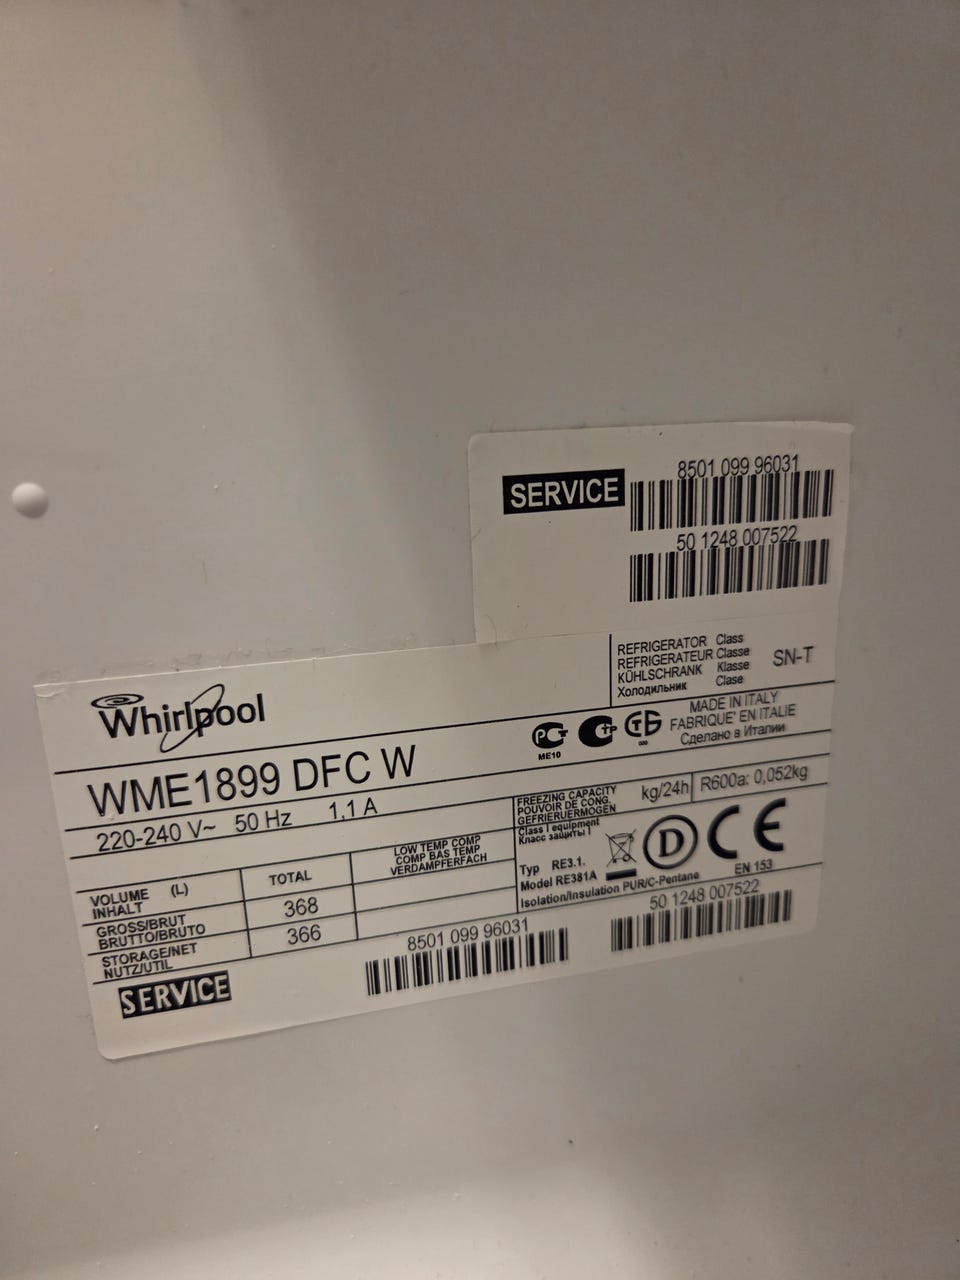 SERVICE
8501 099 96031
50 1248 007522
REFRIGERATOR Class
REFRIGERATEUR Classe
KÜHLSCHRANK Klasse
Холодильник Clase
SN-T
Whirlpool
PCT
ME10
MADE IN ITALY
FABRIQUE' EN ITALIE
Сделано в Италии
WME1899 DFC W
220-240 V~ 50 Hz 1,1 A
FREEZING CAPACITY
POUVOIR DE CONG.
GEFRIERUERMOGEN
kg/24h
R600a: 0,052kg
Class I equipment
Класс защиты I
Typ RE3.1.
Model RE381A
D
CE
Isolation/Insulation PUR/C-Pentane
EN 153
VOLUME (L)
INHALT
TOTAL
LOW TEMP COMP
COMP BAS TEMP
VERDAMPFERFACH
GROSS/BRUT
BRUTTO/BRUTO
368
STORAGE/NET
NUTZ/UTIL
366
SERVICE
8501 099 96031
50 1248 007522